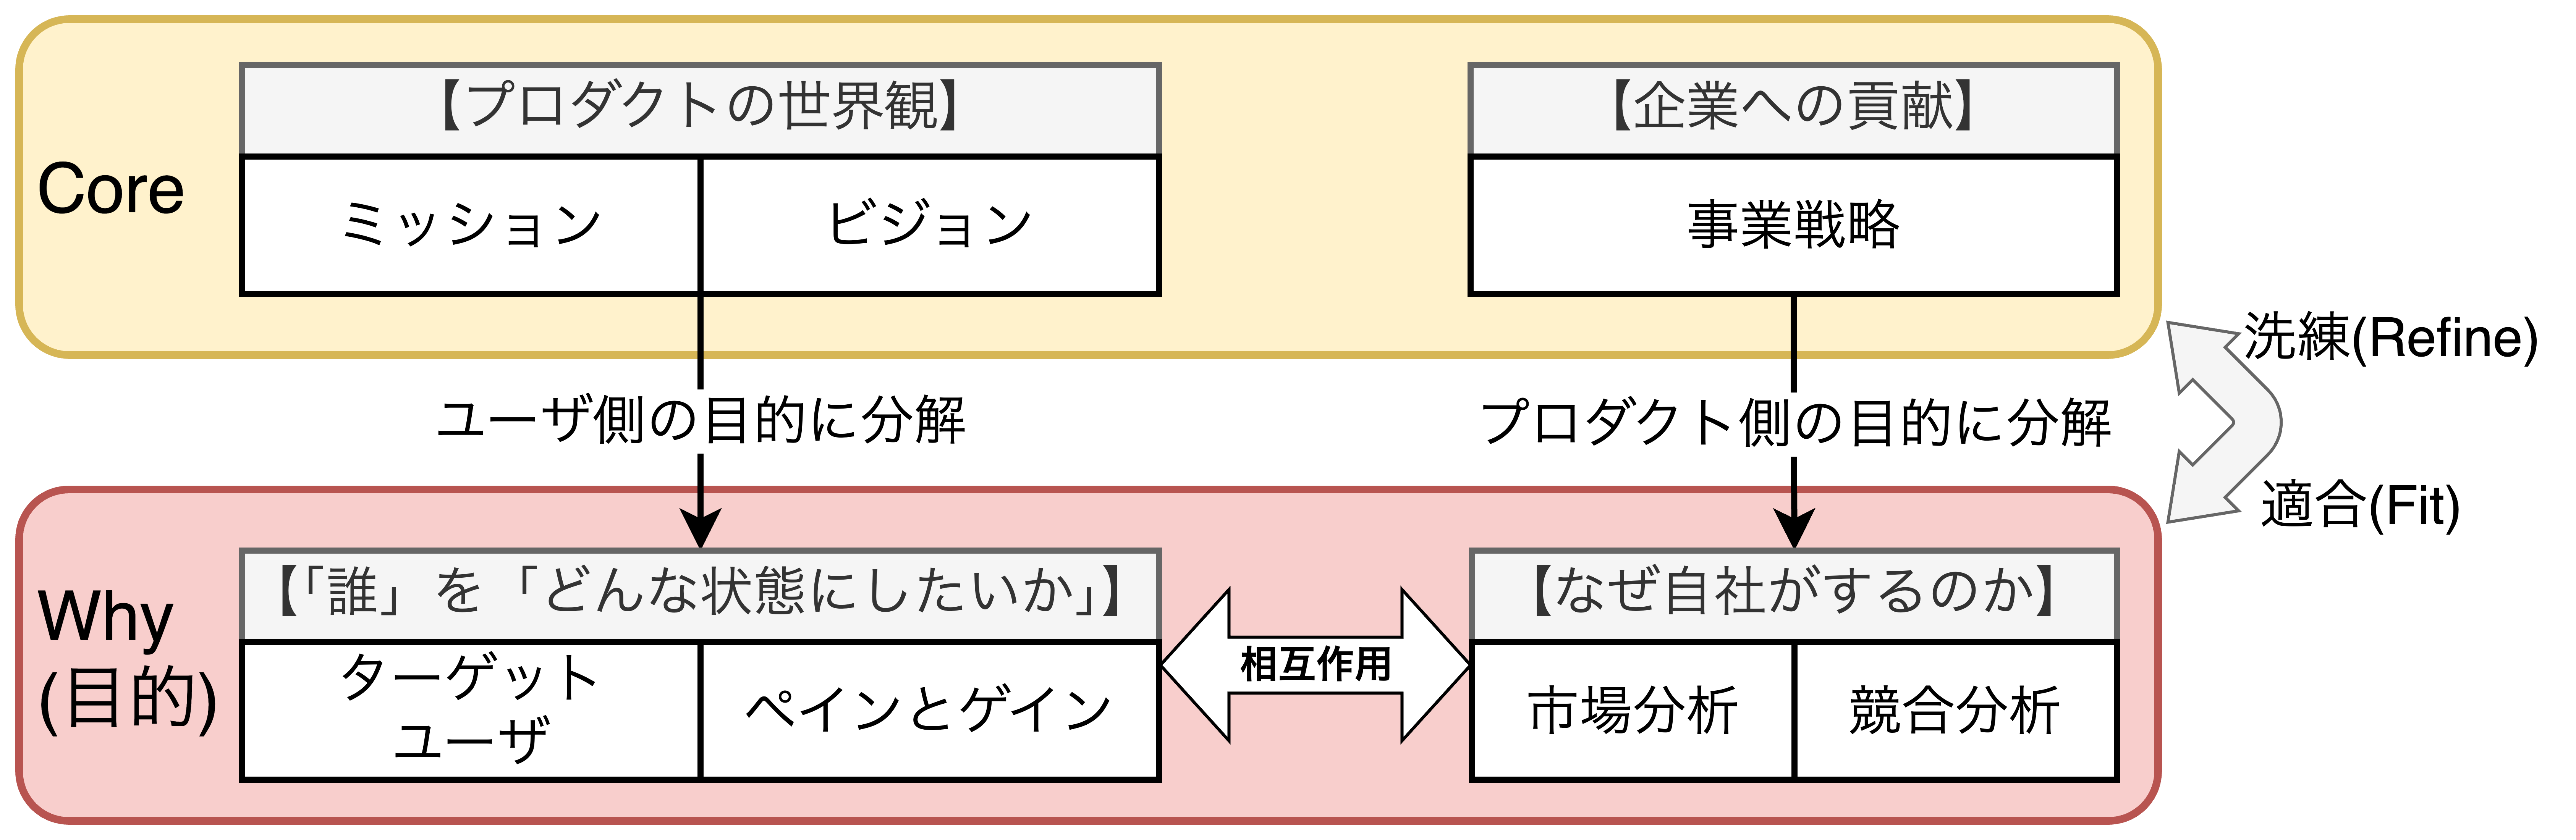 Core
【プロダクトの世界観】
ミッション
ビジョン
【企業への貢献】
事業戦略
ユーザ側の目的に分解
プロダクト側の目的に分解
洗練(Refine)
適合(Fit)
Why
(目的)
【「誰」を「どんな状態にしたいか」】
ターゲット
ユーザ
ペインとゲイン
相互作用
【なぜ自社がするのか】
市場分析
競合分析